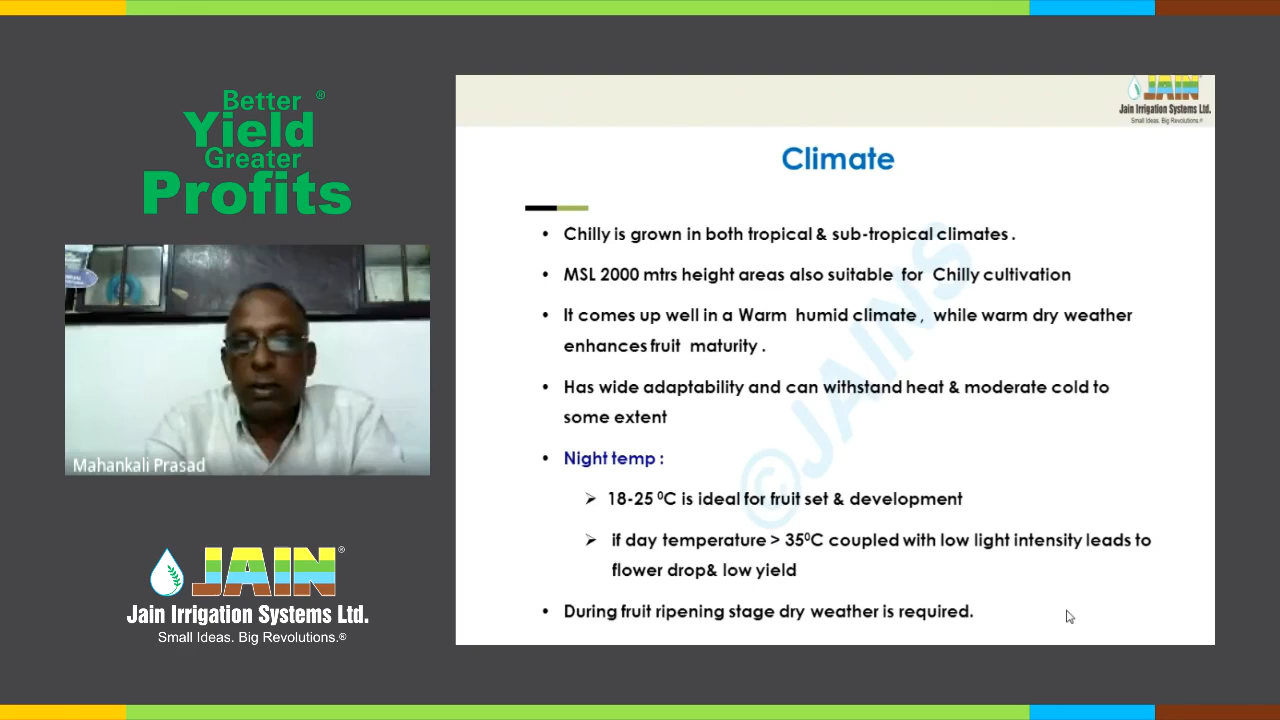 Better ®
Yield
Greater
Profits
Mahankali Prasad
JAIN®
Jain Irrigation Systems Ltd.
Small Ideas. Big Revolutions.®
JAIN
Jain Irrigation Systems Ltd.
Small Ideas. Big Revolutions.®
Climate
• Chilly is grown in both tropical & sub-tropical climates .
• MSL 2000 mtrs height areas also suitable for Chilly cultivation
• It comes up well in a Warm humid climate , while warm dry weather
enhances fruit maturity .
• Has wide adaptability and can withstand heat & moderate cold to
some extent
• Night temp :
➢ 18-25 ⁰C is ideal for fruit set & development
➢ if day temperature > 35⁰C coupled with low light intensity leads to
flower drop& low yield
• During fruit ripening stage dry weather is required.
©JAINS